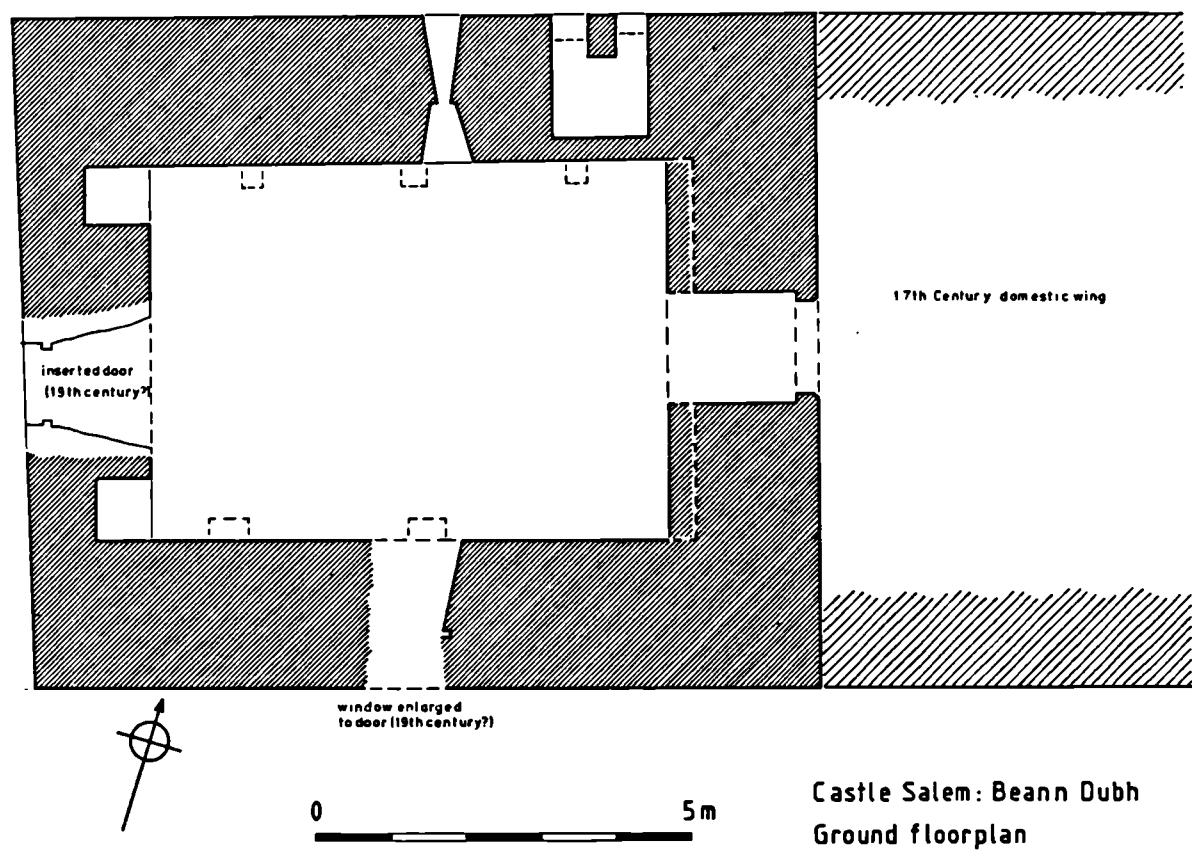 17th Century domestic wing
inserted door
(19th century?)
window enlarged
to door (19th century?)
0 5m
Castle Salem: Beann Dubh
Ground floorplan